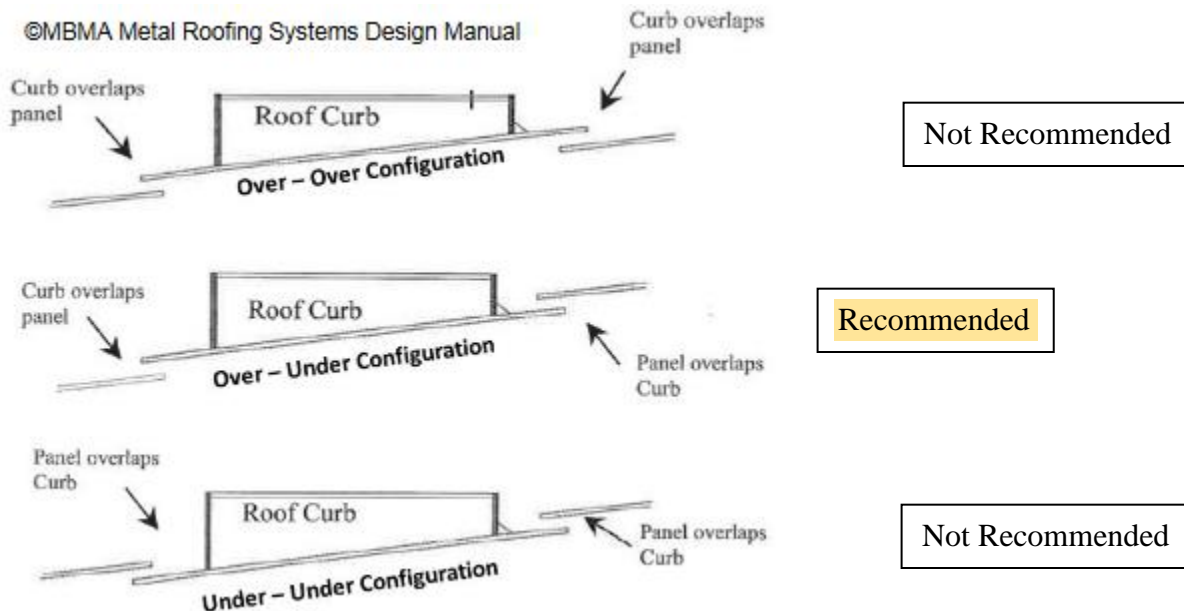 ©MBMA Metal Roofing Systems Design Manual
Curb overlaps
panel
Curb overlaps
panel
Roof Curb
Over – Over Configuration
Not Recommended
Curb overlaps
panel
Roof Curb
Over – Under Configuration
Panel overlaps
Curb
Recommended
Panel overlaps
Curb
Roof Curb
Under – Under Configuration
Panel overlaps
Curb
Not Recommended